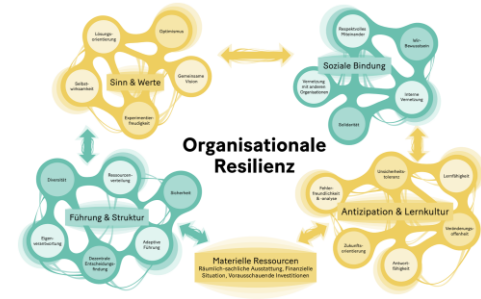 Lösungs-
orientierung
Optimismus
Selbst-
wirksamkeit
Sinn & Werte
Gemeinsame
Vision
Experimentier-
freudigkeit
Respektvolles
Miteinander
Wir-
Bewusstsein
Soziale Bindung
Vernetzung
mit anderen
Organisationen
Interne
Vernetzung
Solidarität
Organisationale
Resilienz
Diversität
Ressourcen-
verteilung
Sicherheit
Führung & Struktur
Eigen-
verantwortung
Dezentrale
Entscheidungs-
findung
Adaptive
Führung
Unsicherheits-
toleranz
Lernfähigkeit
Fehler-
freundlichkeit
& -analyse
Antizipation & Lernkultur
Veränderungs-
offenheit
Zukunfts-
orientierung
Antwort-
fähigkeit
Materielle Ressourcen
Räumlich-sachliche Ausstattung, Finanzielle
Situation, Vorausschauende Investitionen